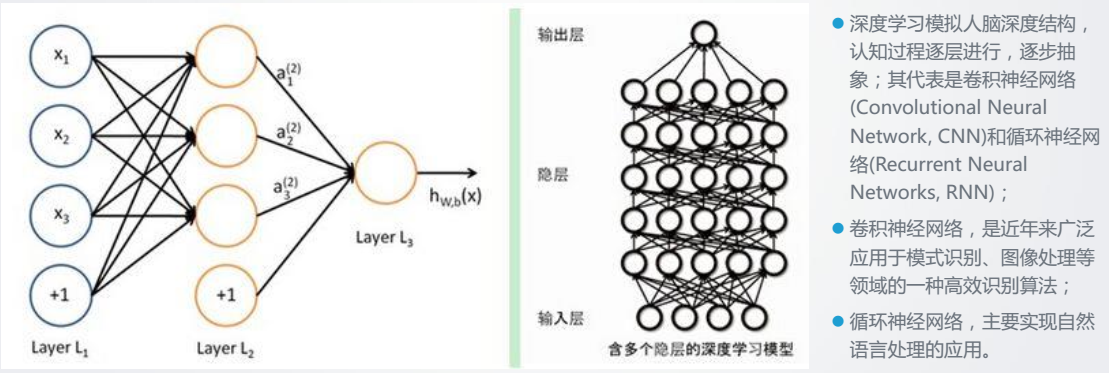 x₁
x₂
x₃
+1
Layer L₁
+1
Layer L₂
a₁⁽²⁾
a₂⁽²⁾
a₃⁽²⁾
Layer L₃
h_{W,b}(x)
输出层
隐层
输入层
含多个隐层的深度学习模型
深度学习模拟人脑深度结构，
认知过程逐层进行，逐步抽
象；其代表是卷积神经网络
(Convolutional Neural
Network, CNN)和循环神经网
络(Recurrent Neural
Networks, RNN)；
卷积神经网络，是近年来广泛
应用于模式识别、图像处理等
领域的一种高效识别算法；
循环神经网络，主要实现自然
语言处理的应用。